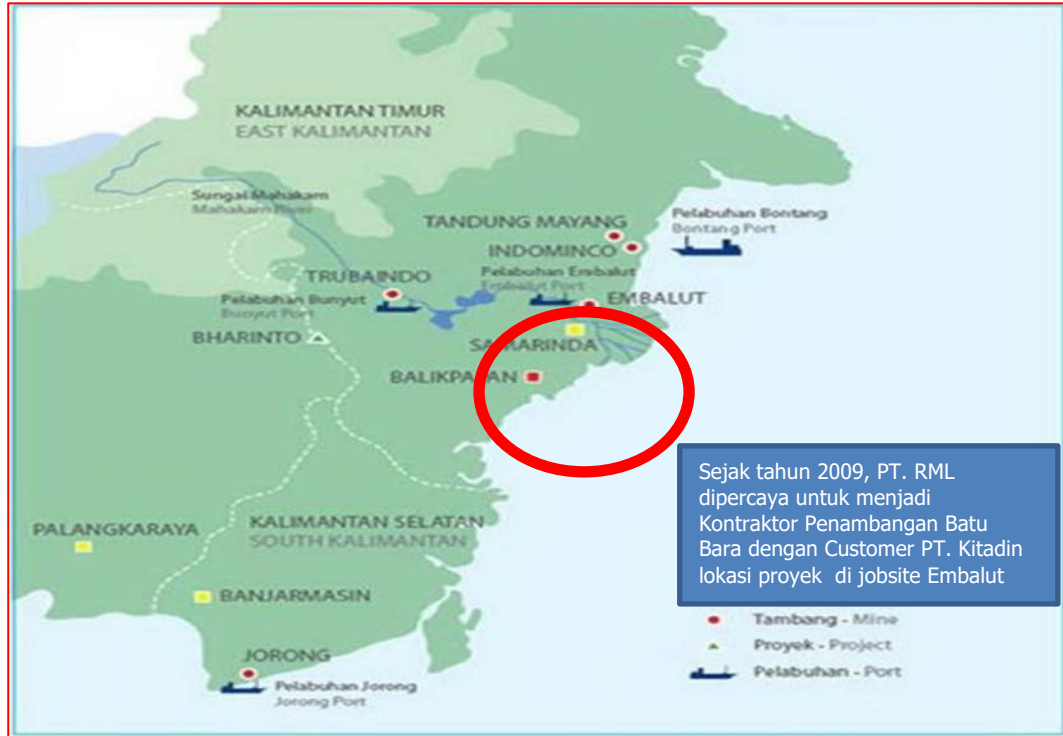 KALIMANTAN TIMUR
EAST KALIMANTAN
Sungai Mahakam
Mahakam River
TANDUNG MAYANG
Pelabuhan Bontang
Bontang Port
INDOMINCO
TRUBAINDO
Pelabuhan Embalut
Embalut Port
Pelabuhan Bunyut
Bunyut Port
EMBALUT
BHARINTO
SAMARINDA
BALIKPAPAN
Sejak tahun 2009, PT. RML
dipercaya untuk menjadi
Kontraktor Penambangan Batu
Bara dengan Customer PT. Kitadin
lokasi proyek di jobsite Embalut
PALANGKARAYA
KALIMANTAN SELATAN
SOUTH KALIMANTAN
BANJARMASIN
Tambang - Mine
Proyek - Project
Pelabuhan - Port
JORONG
Pelabuhan Jorong
Jorong Port